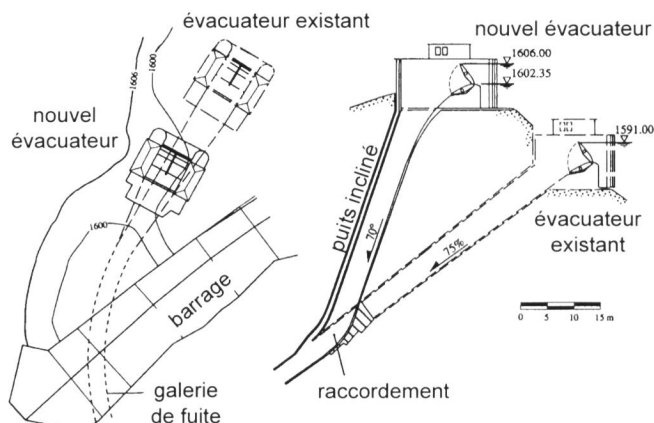 évacuateur existant
1606
1600
nouvel
évacuateur
1600
barrage
galerie
de fuite
nouvel évacuateur
1606.00
1602.35
1591.00
puits incliné
70°
75%
évacuateur
existant
0 5 10 15 m
raccordement